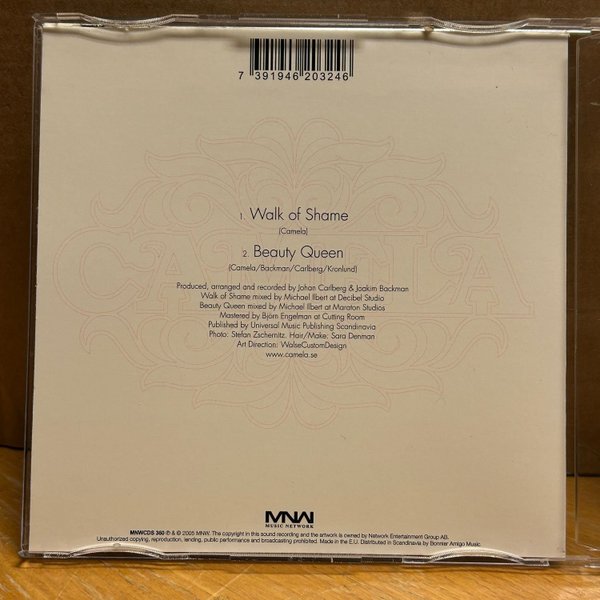 7 391946 203246
1. Walk of Shame
(Camela)
2. Beauty Queen
(Camela/Backman/Carlberg/Kronlund)
CAMELA
Produced, arranged and recorded by Johan Carlberg & Joakim Backman
Walk of Shame mixed by Michael Ilbert at Decibel Studio
Beauty Queen mixed by Michael Ilbert at Maraton Studios
Mastered by Björn Engelman at Cutting Room
Published by Universal Music Publishing Scandinavia
Photo: Stefan Zschernitz. Hair/Make: Sara Denman
Art Direction: WalseCustomDesign
www.camela.se
MNW
MUSIC NETWORK
MNWCDS 360 ℗ & © 2005 MNW. The copyright in this sound recording and the artwork is owned by Network Entertainment Group AB.
Unauthorized copying, reproduction, lending, public performance and broadcasting prohibited. Made in the E.U. Distributed in Scandinavia by Bonnier Amigo Music.